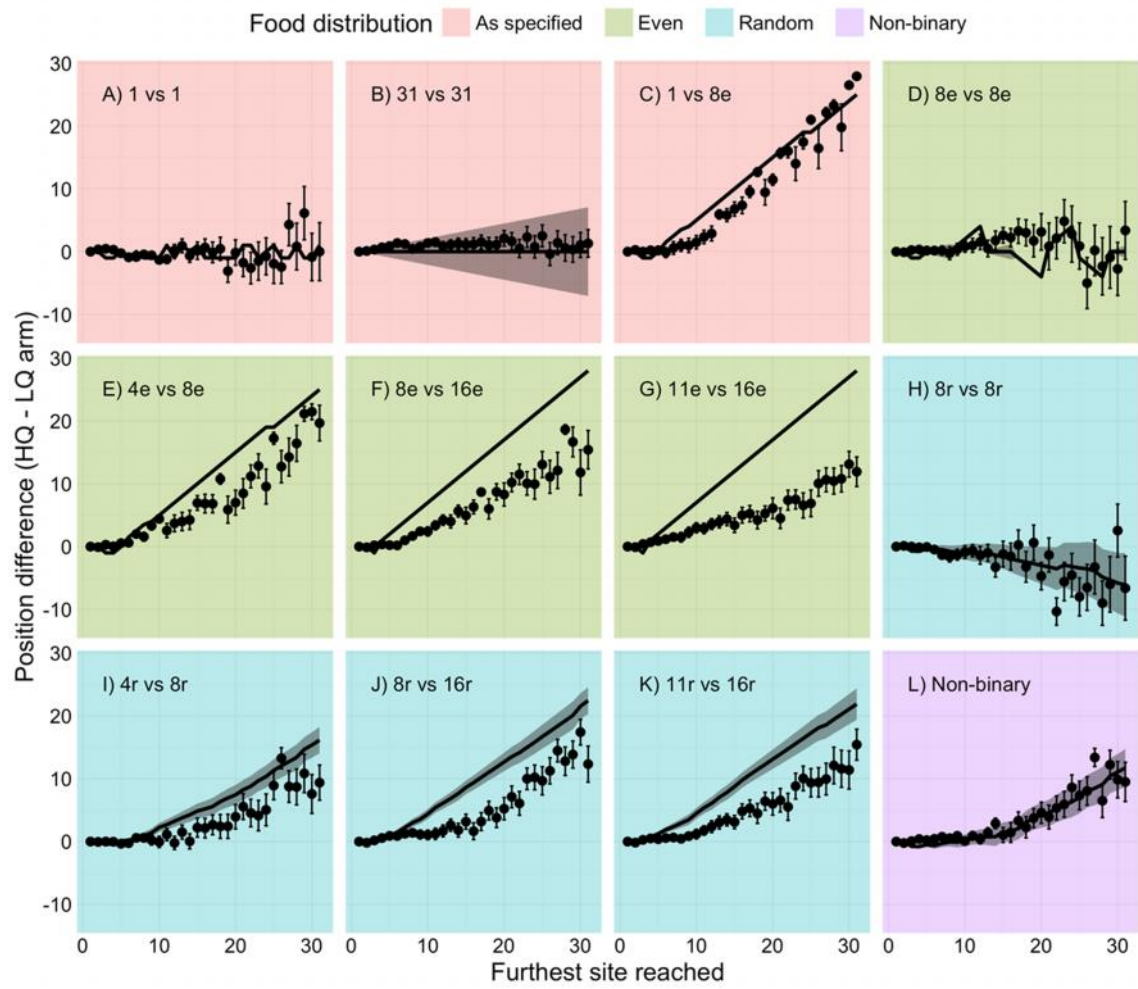 Food distribution As specified Even Random Non-binary
30
20
10
0
-10
A) 1 vs 1
B) 31 vs 31
C) 1 vs 8e
D) 8e vs 8e
30
20
10
0
-10
E) 4e vs 8e
F) 8e vs 16e
G) 11e vs 16e
H) 8r vs 8r
30
20
10
0
-10
I) 4r vs 8r
J) 8r vs 16r
K) 11r vs 16r
L) Non-binary
0 10 20 30 0 10 20 30 0 10 20 30 0 10 20 30
Position difference (HQ - LQ arm)
Furthest site reached